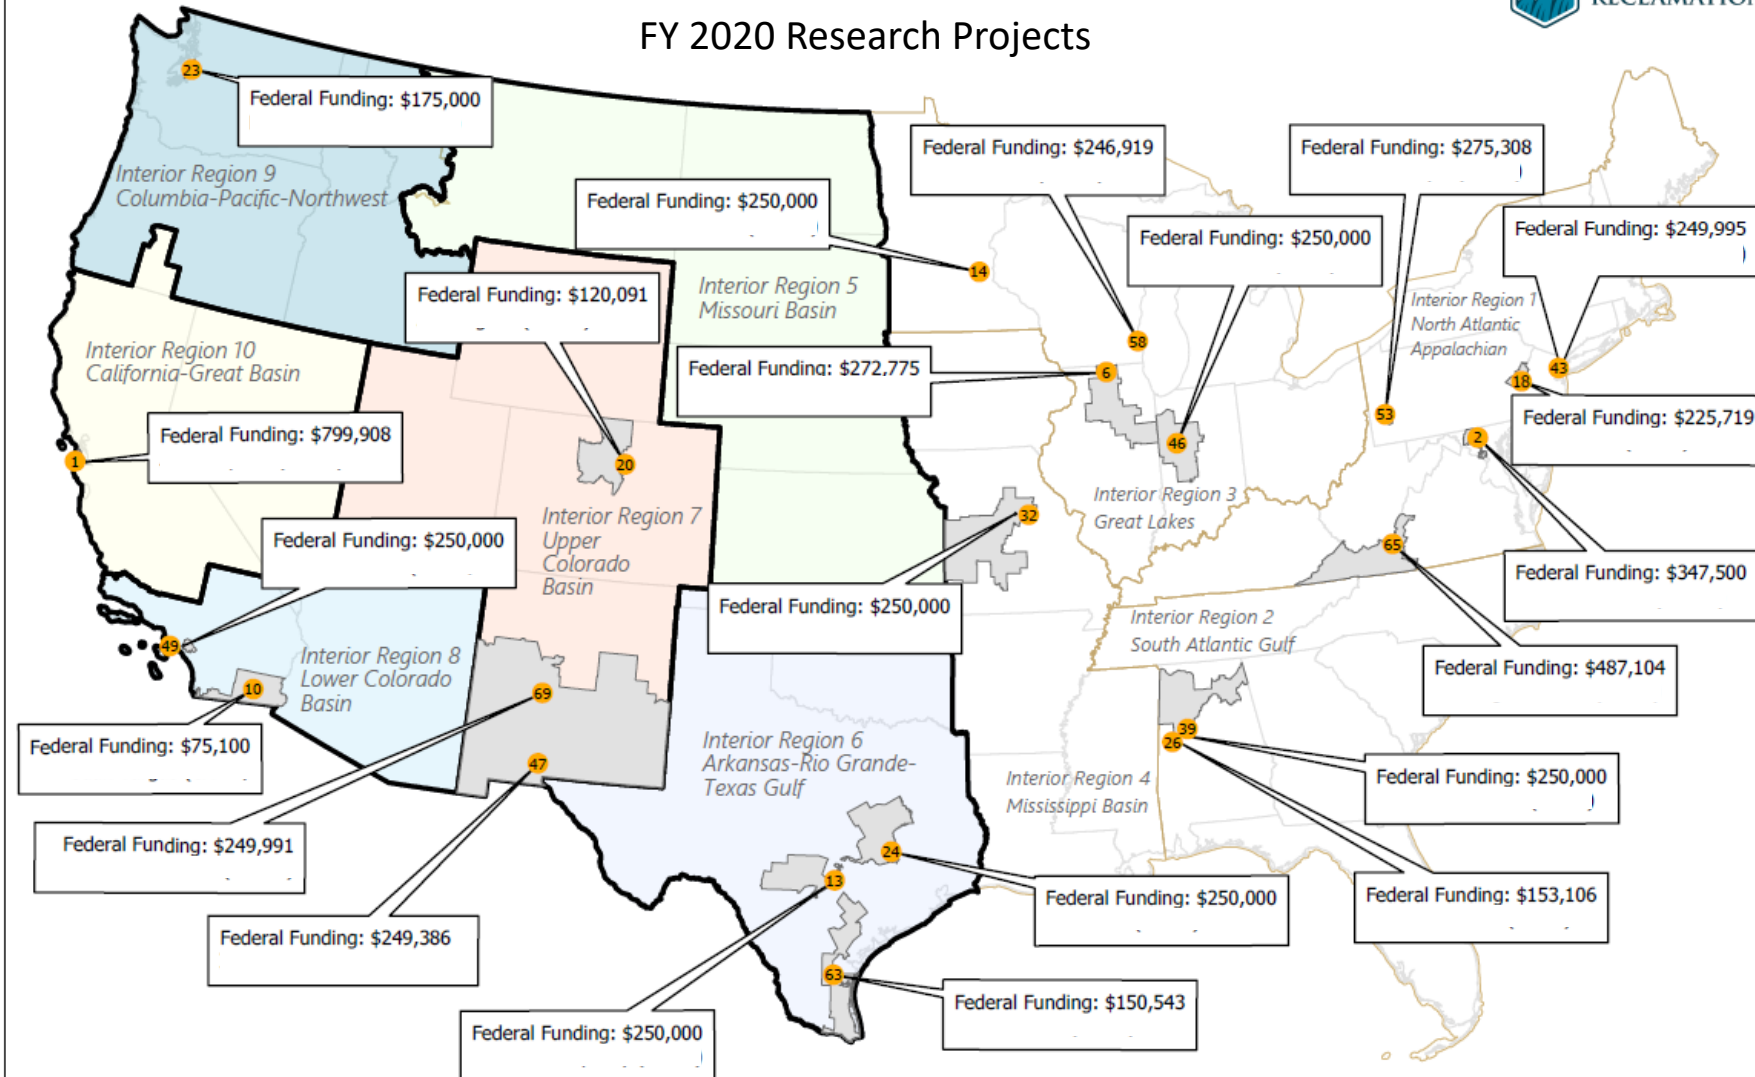 FY 2020 Research Projects
RECLAMATION
23
Federal Funding: $175,000
Interior Region 9
Columbia-Pacific-Northwest
Federal Funding: $246,919
Federal Funding: $275,308
Federal Funding: $250,000
Federal Funding: $250,000
Federal Funding: $249,995
14
Federal Funding: $120,091
Interior Region 5
Missouri Basin
Interior Region 1
North Atlantic
Appalachian
Interior Region 10
California-Great Basin
58
6
Federal Funding: $272,775
43
18
53
Federal Funding: $225,719
Federal Funding: $799,908
1
20
46
2
Interior Region 3
Great Lakes
Interior Region 7
Upper
Colorado
Basin
32
Federal Funding: $250,000
65
Federal Funding: $347,500
Federal Funding: $250,000
Interior Region 2
South Atlantic Gulf
49
Interior Region 8
Lower Colorado
Basin
Federal Funding: $487,104
10
69
Federal Funding: $75,100
Interior Region 6
Arkansas-Rio Grande-
Texas Gulf
39
26
47
Interior Region 4
Mississippi Basin
Federal Funding: $250,000
Federal Funding: $249,991
24
13
Federal Funding: $250,000
Federal Funding: $153,106
Federal Funding: $249,386
63
Federal Funding: $150,543
Federal Funding: $250,000